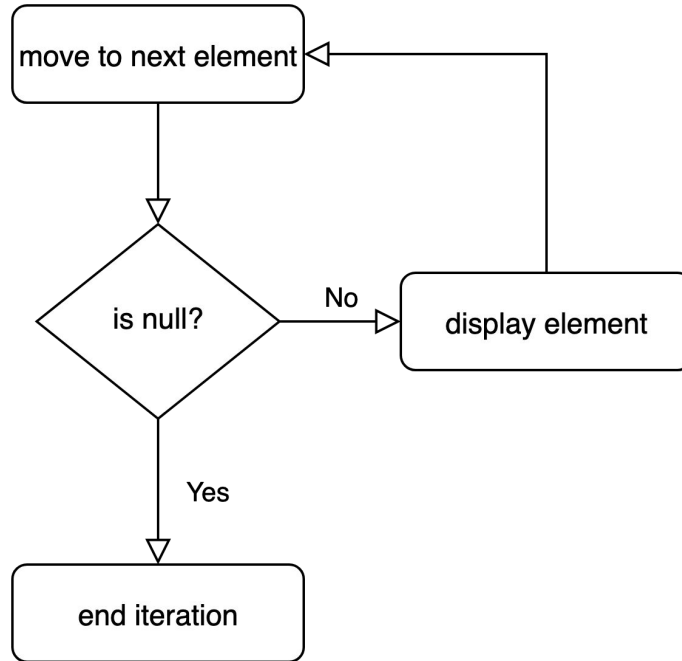 move to next element
is null?
No
display element
Yes
end iteration